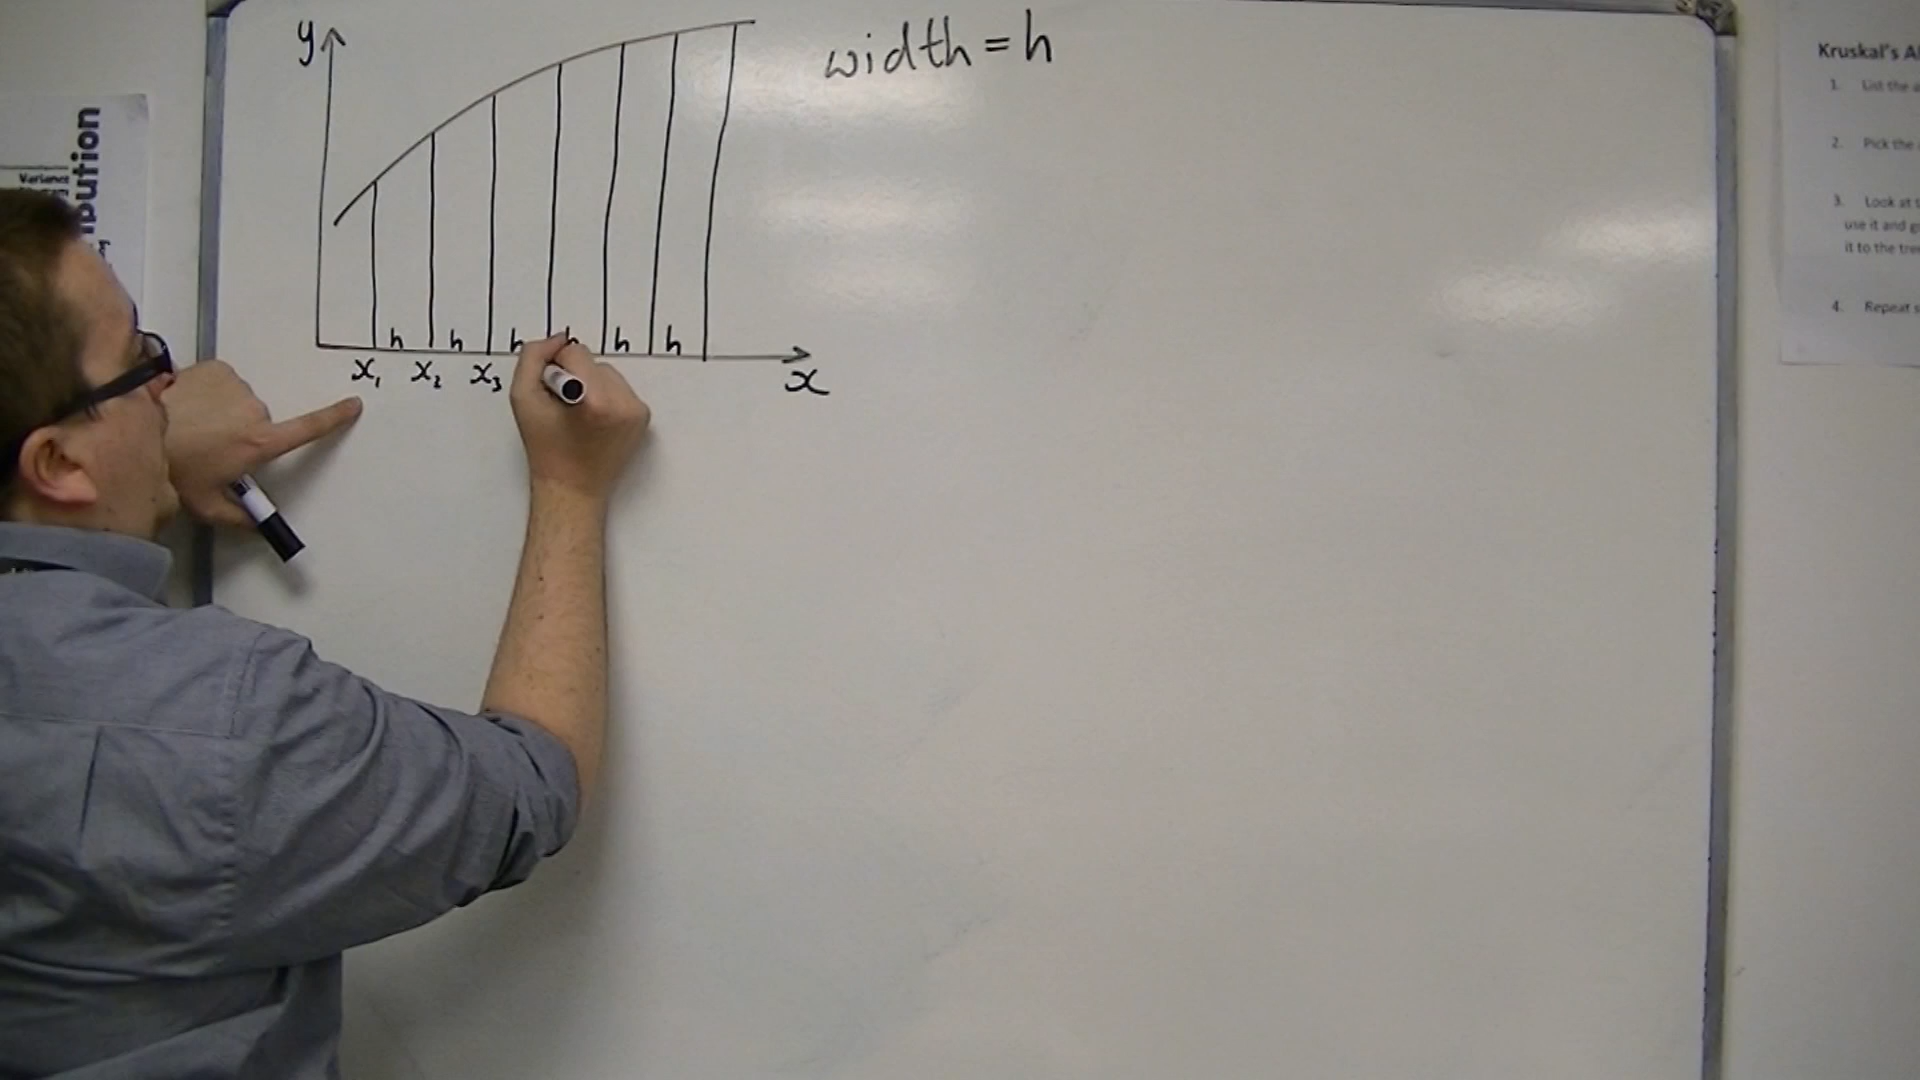 y
width = h
h h h h h h
x₁ x₂ x₃
x
Variance
Kruskal's
1. List the
2. Pick the
3. Look at
use it and
it to the
4. Repeat